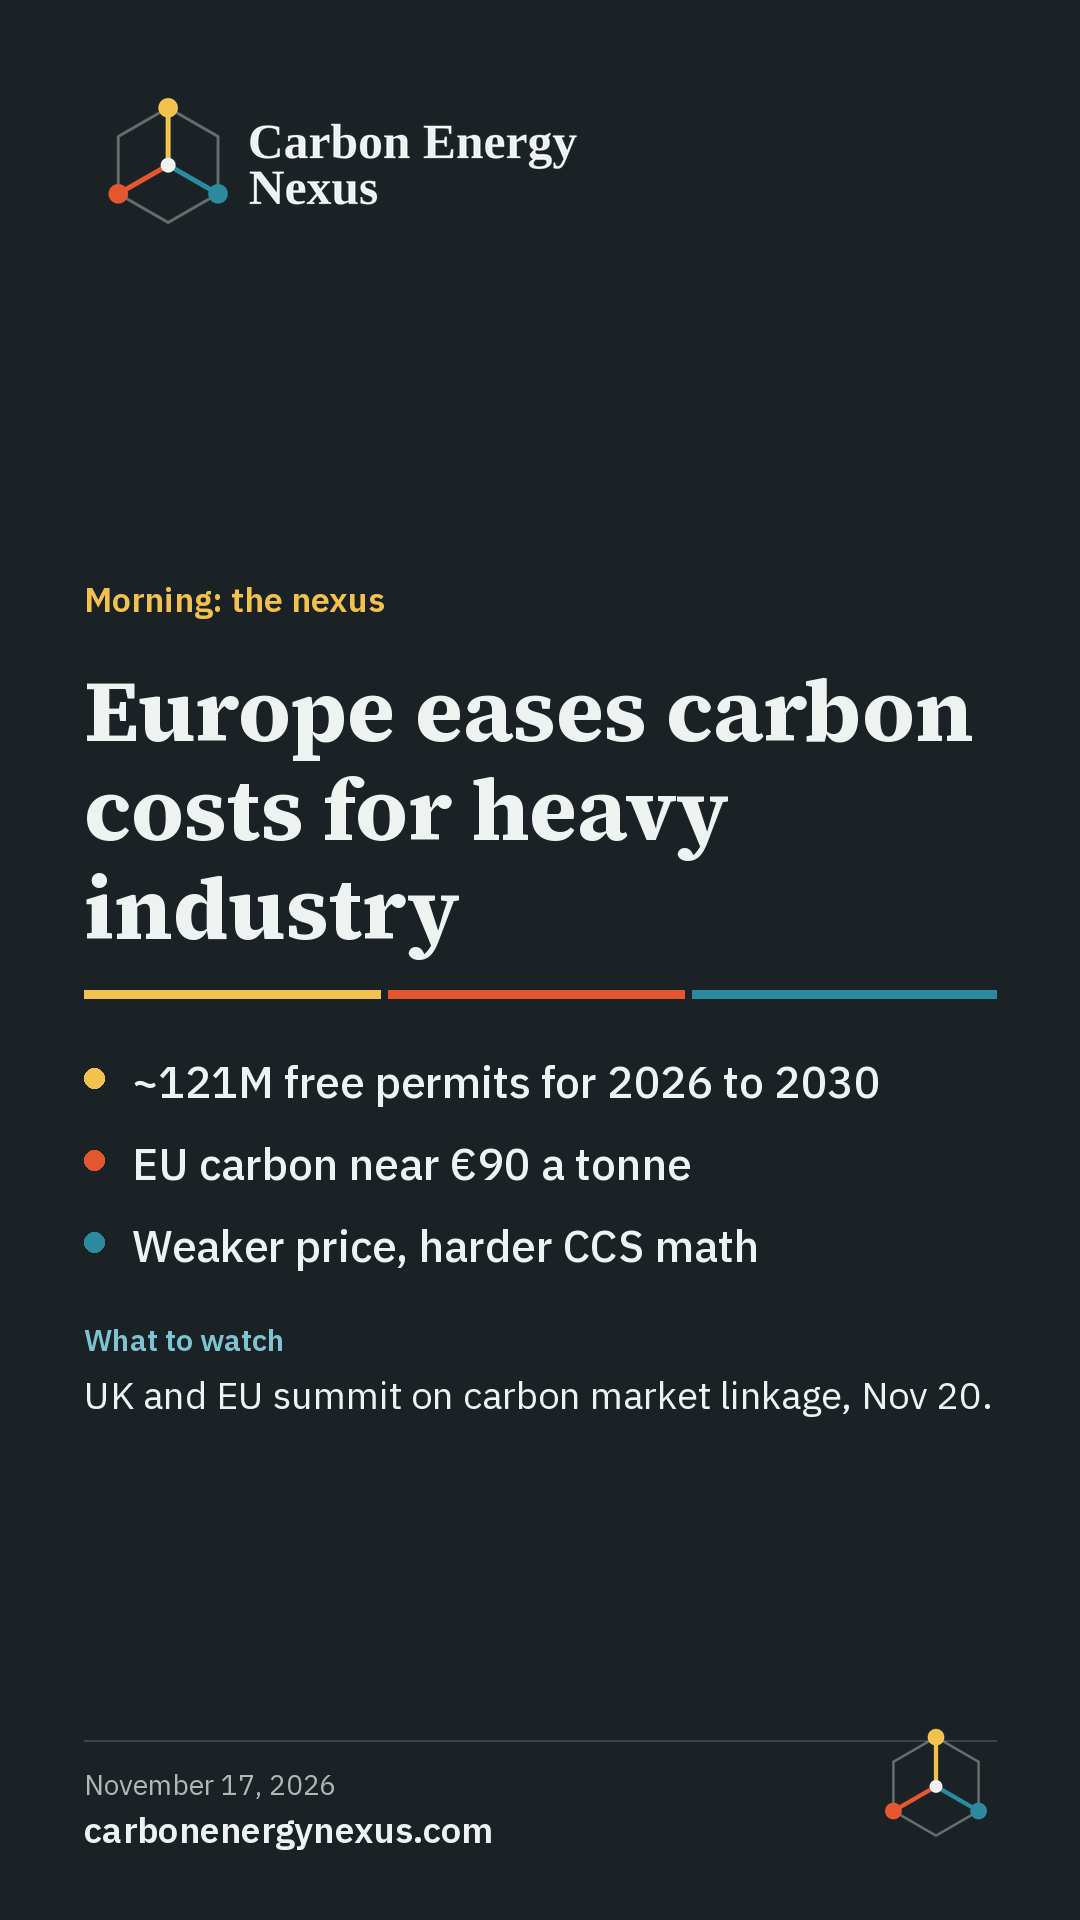 Carbon Energy
Nexus
Morning: the nexus
Europe eases carbon
costs for heavy
industry
~121M free permits for 2026 to 2030
EU carbon near €90 a tonne
Weaker price, harder CCS math
What to watch
UK and EU summit on carbon market linkage, Nov 20.
November 17, 2026
carbonenergynexus.com